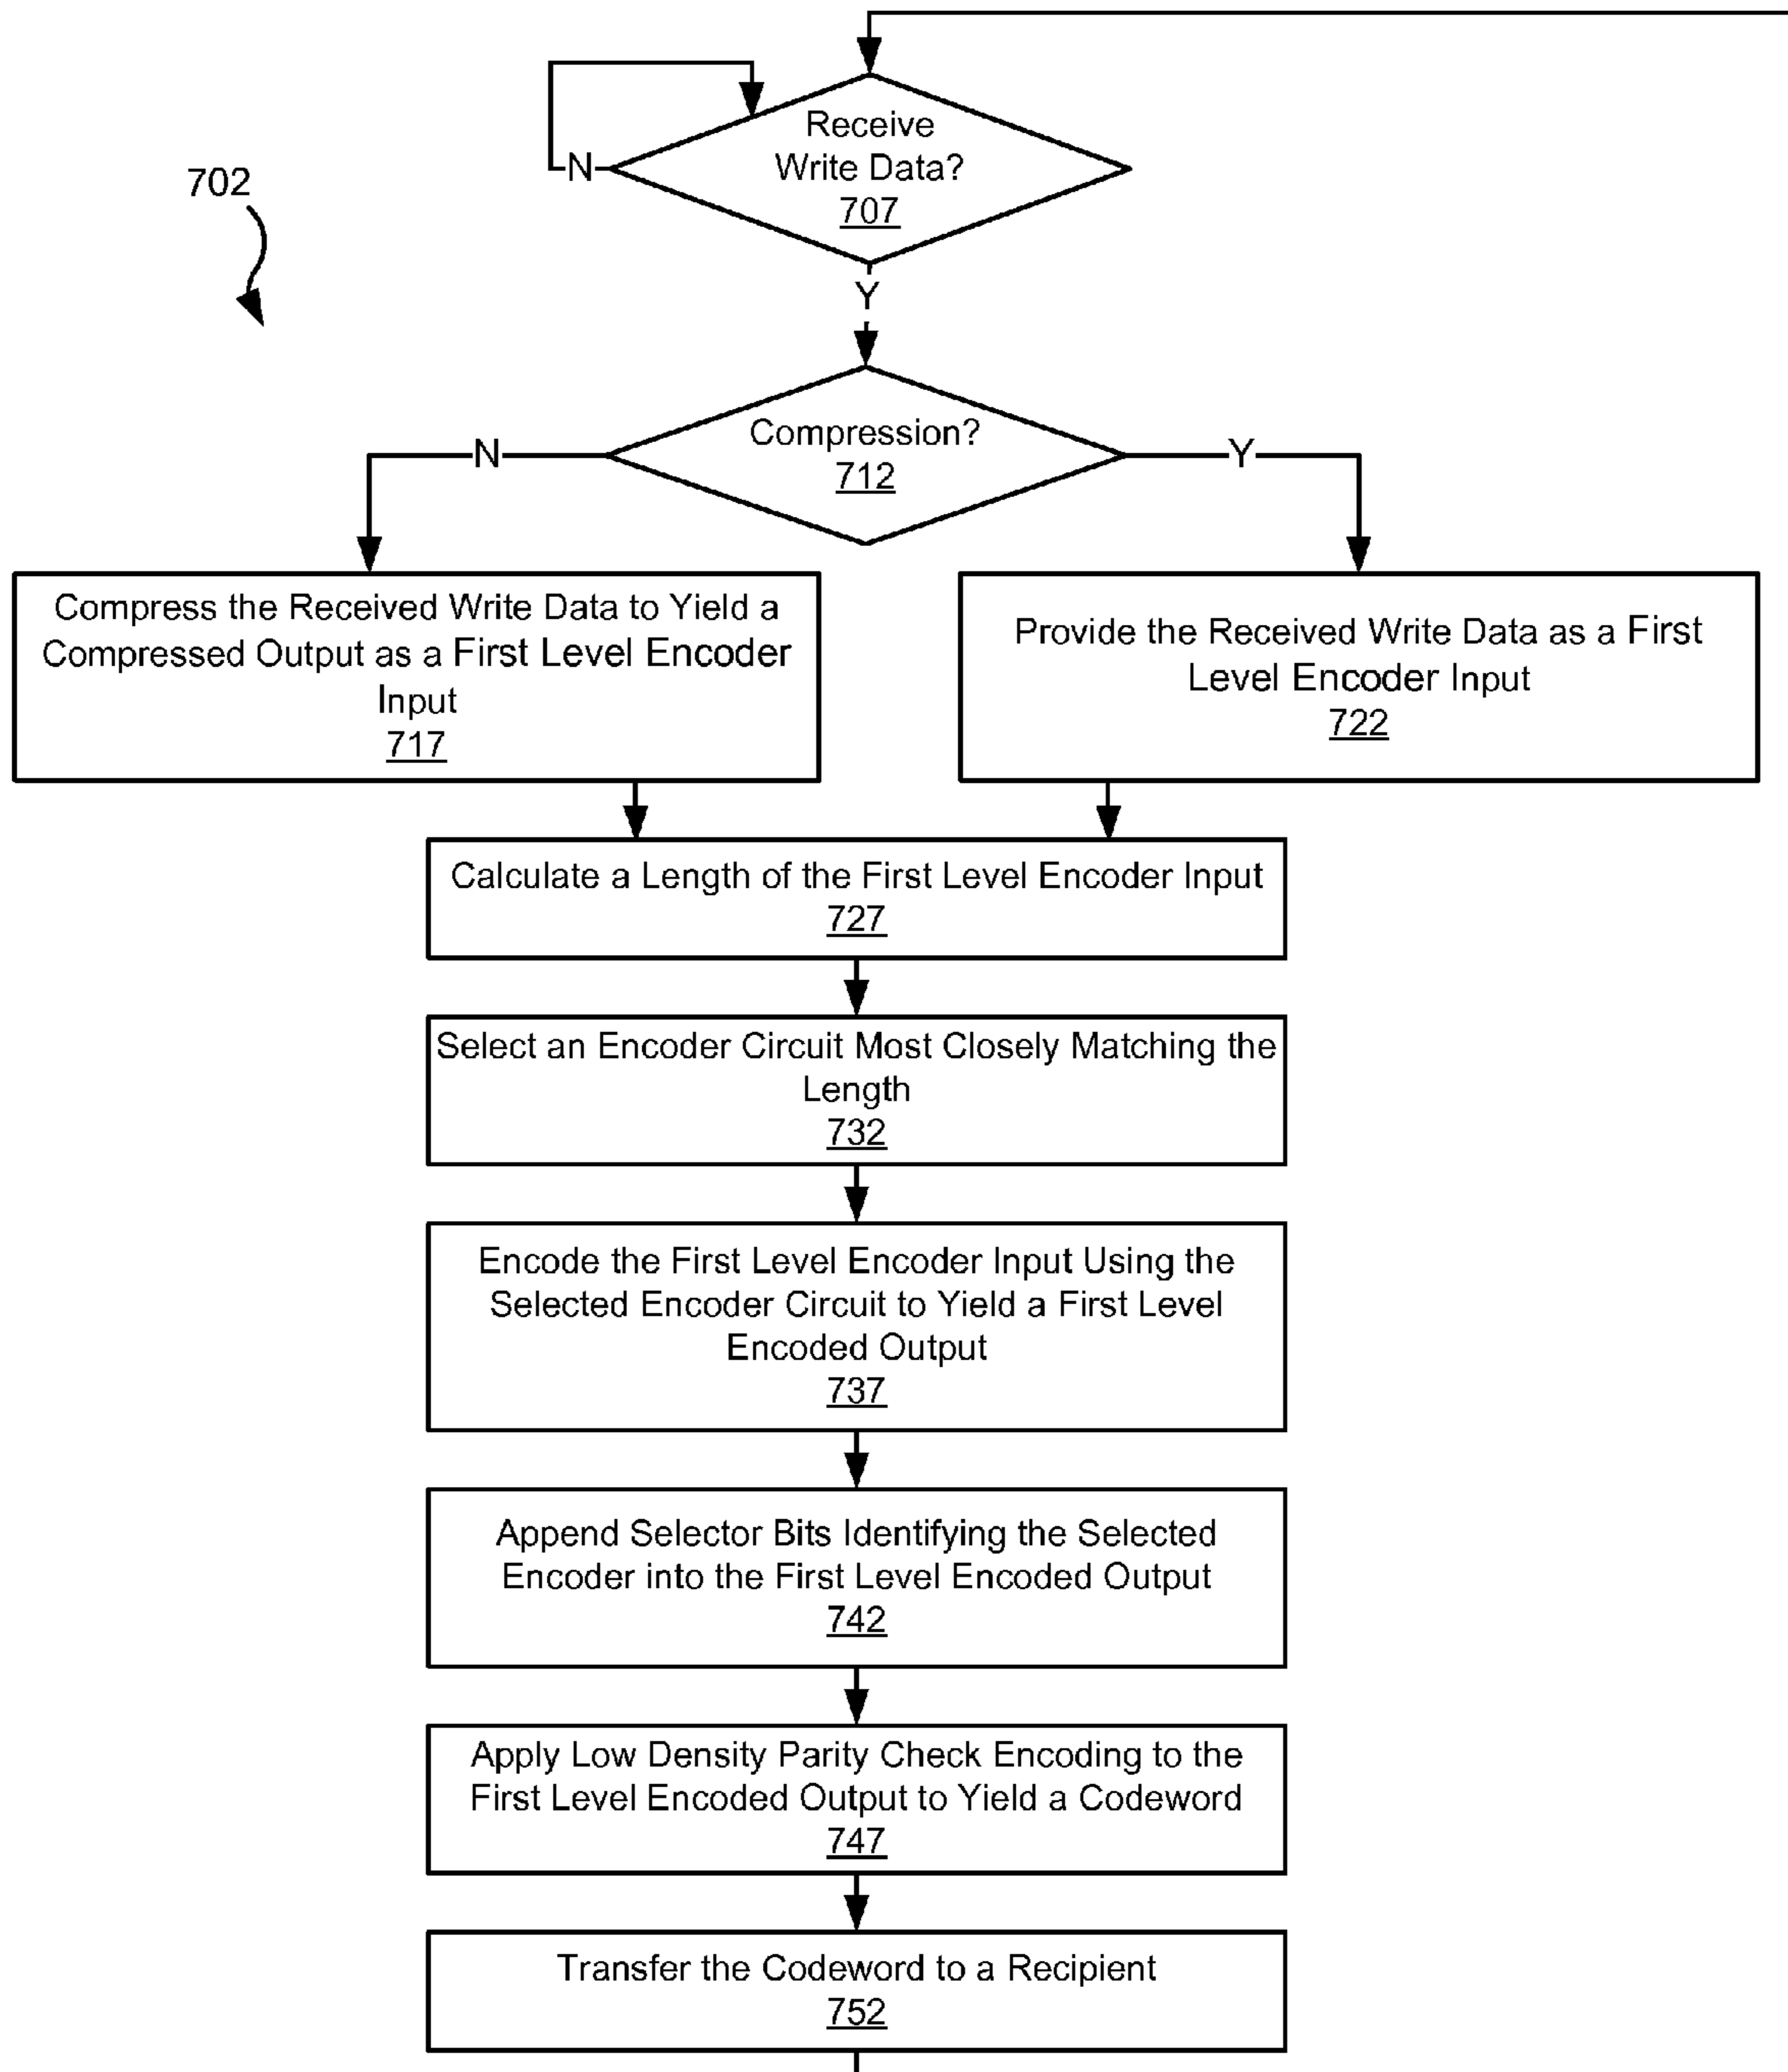 Receive
Write Data?
707
N
702
Y
Compression?
712
N
Y
Compress the Received Write Data to Yield a
Compressed Output as a First Level Encoder
Input
717
Provide the Received Write Data as a First
Level Encoder Input
722
Calculate a Length of the First Level Encoder Input
727
Select an Encoder Circuit Most Closely Matching the
Length
732
Encode the First Level Encoder Input Using the
Selected Encoder Circuit to Yield a First Level
Encoded Output
737
Append Selector Bits Identifying the Selected
Encoder into the First Level Encoded Output
742
Apply Low Density Parity Check Encoding to the
First Level Encoded Output to Yield a Codeword
747
Transfer the Codeword to a Recipient
752